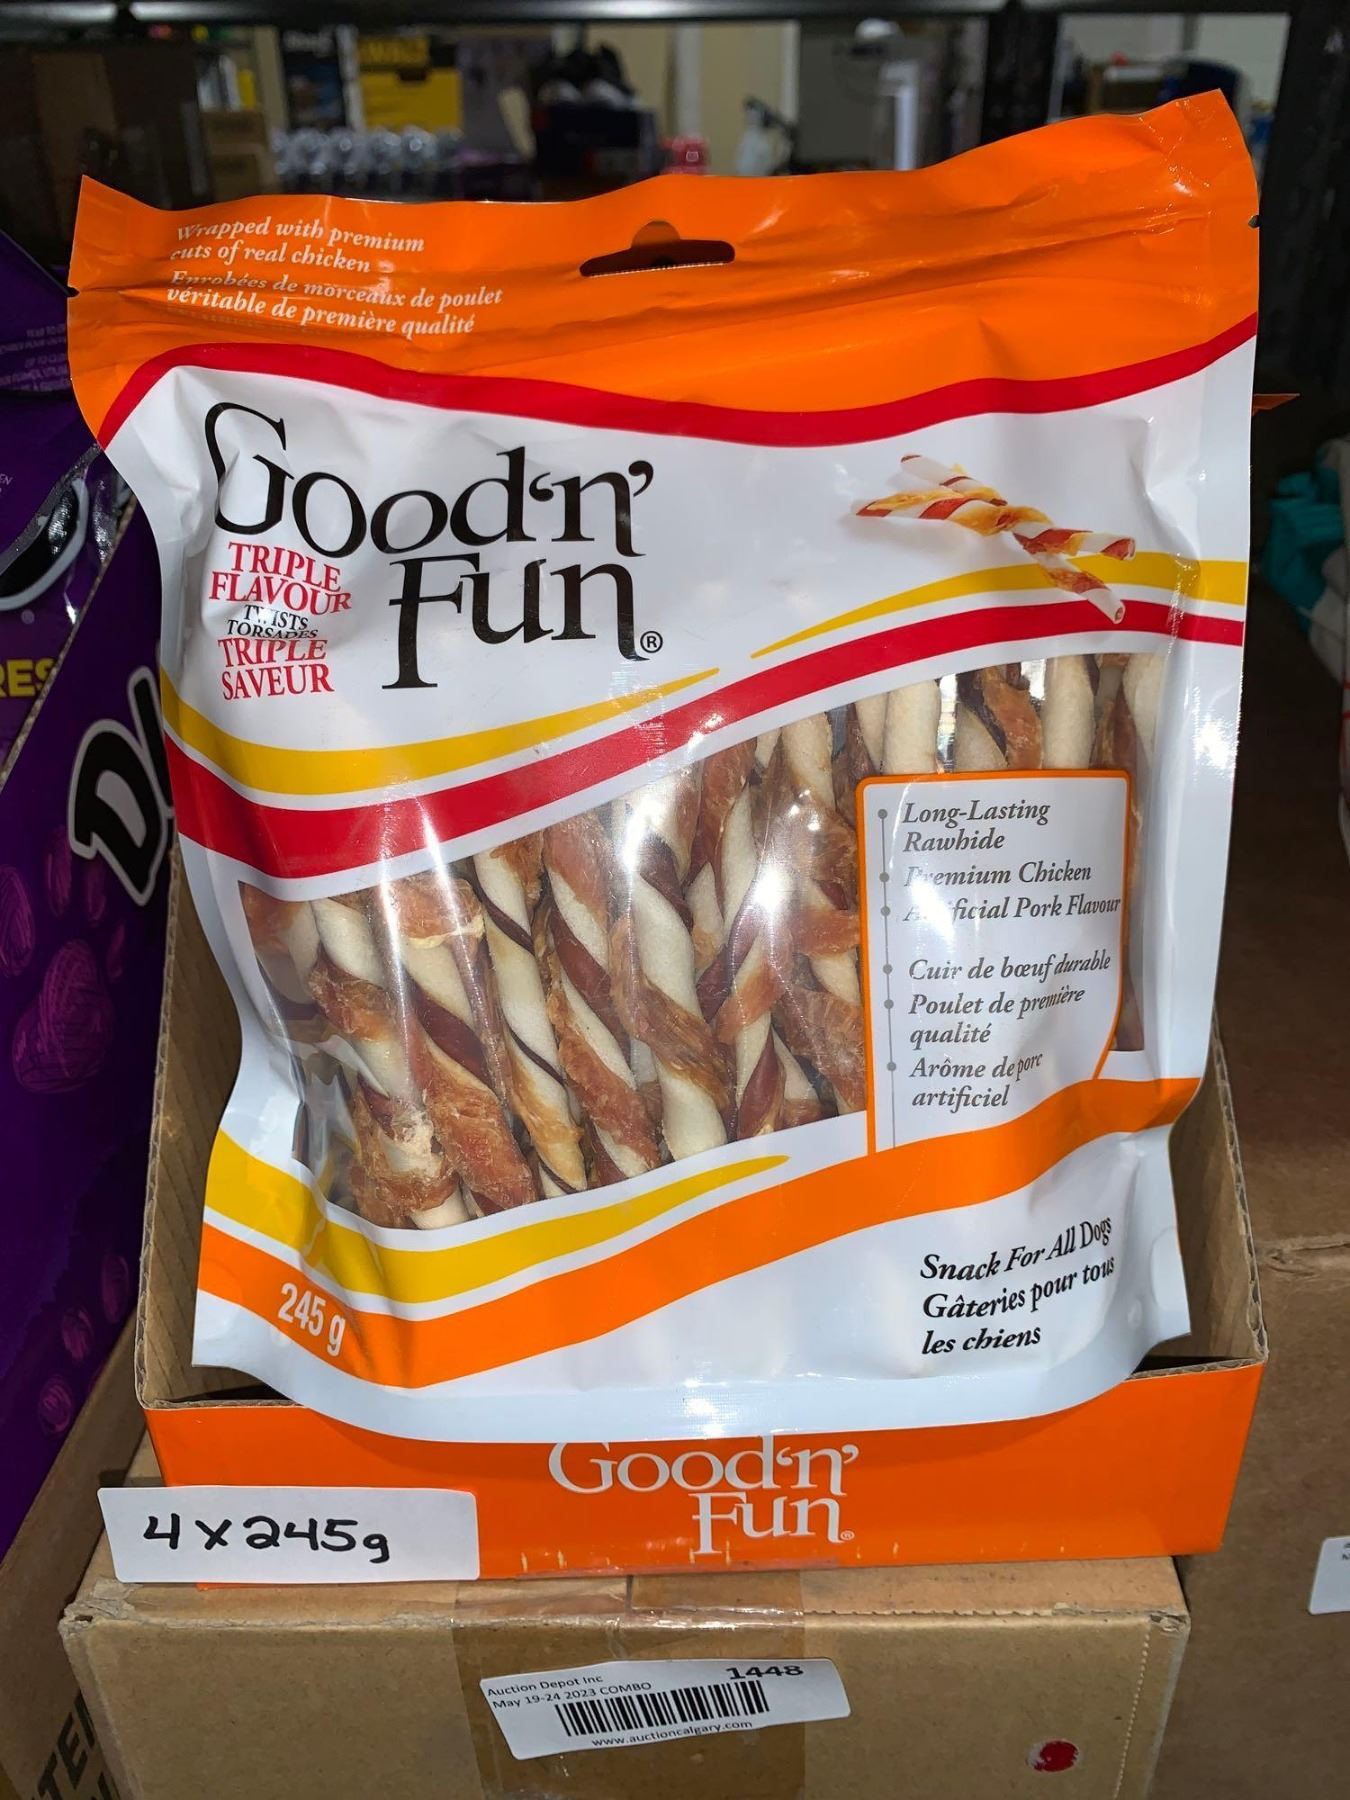 Wrapped with premium
cuts of real chicken
Enrobées de morceaux de poulet
véritable de première qualité
Good'n'
Fun®
TRIPLE
FLAVOUR
TWISTS
TORSADES
TRIPLE
SAVEUR
Long-Lasting
Rawhide
Premium Chicken
Artificial Pork Flavour
Cuir de bœuf durable
Poulet de première
qualité
Arôme de porc
artificiel
245 g
Snack For All Dogs
Gâteries pour tous
les chiens
Good'n'
Fun®
4 x 245g
Auction Depot Inc
1448
May 19-24 2023 COMBO
www.auctioncalgary.com